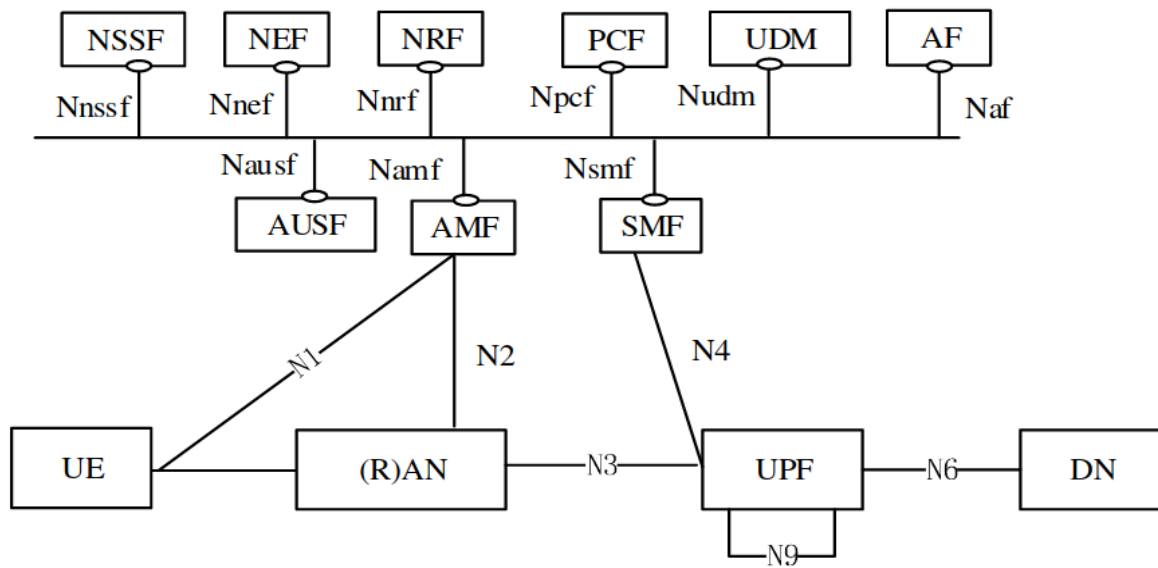 NSSF
NEF
NRF
PCF
UDM
AF
Nnssf
Nnef
Nnrf
Npcf
Nudm
Naf
Nausf
Namf
Nsmf
AUSF
AMF
SMF
N1
N2
N4
UE
(R)AN
N3
UPF
N6
DN
N9